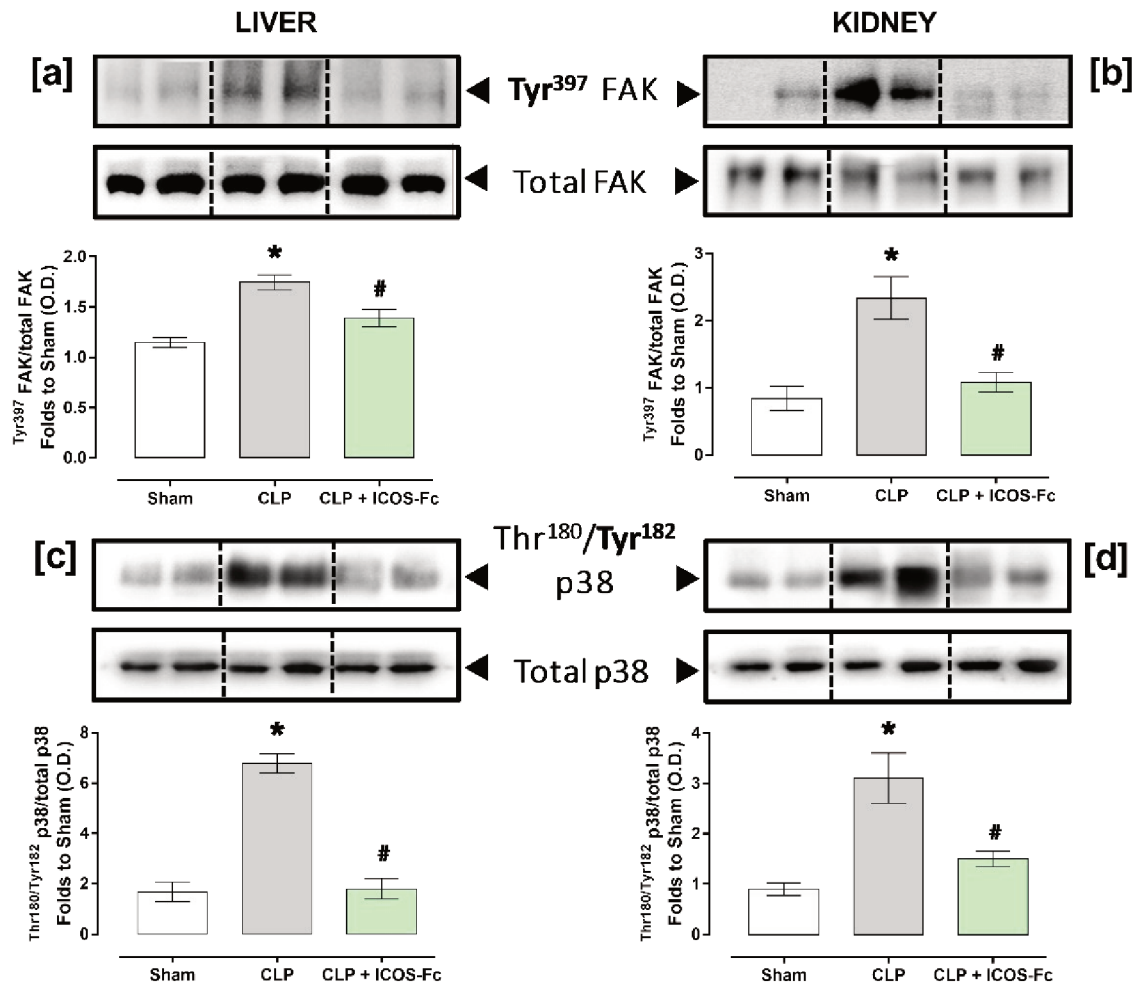 LIVER
KIDNEY
[a]
Tyr³⁹⁷ FAK
[b]
Total FAK
Tyr397 FAK/total FAK
Folds to Sham (O.D.)
2.0
1.5
1.0
0.5
0.0
*
#
Sham
CLP
CLP + ICOS-Fc
Tyr397 FAK/total FAK
Folds to Sham (O.D.)
3
2
1
0
*
#
Sham
CLP
CLP + ICOS-Fc
[c]
Thr¹⁸⁰/Tyr¹⁸²
p38
[d]
Total p38
Thr180/Tyr182 p38/total p38
Folds to Sham (O.D.)
8
6
4
2
0
*
#
Sham
CLP
CLP + ICOS-Fc
Thr180/Tyr182 p38/total p38
Folds to Sham (O.D.)
4
3
2
1
0
*
#
Sham
CLP
CLP + ICOS-Fc